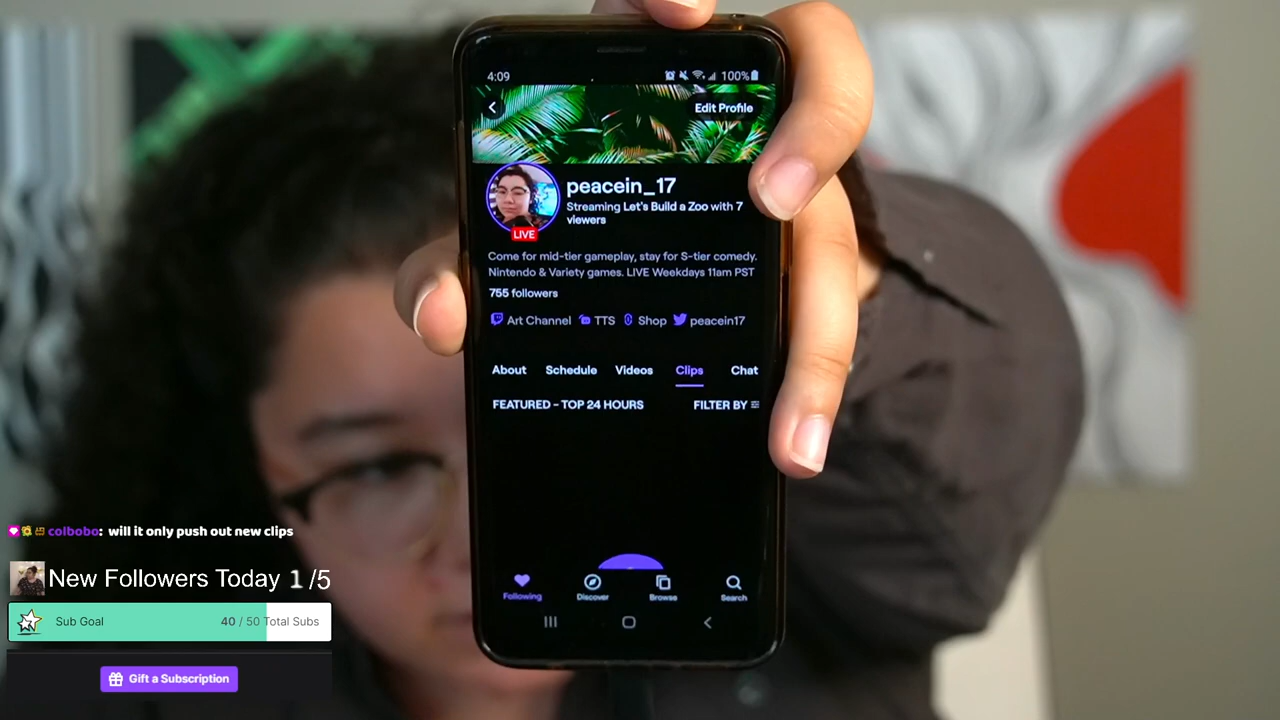 4:09
100%
Edit Profile
peacein_17
Streaming Let's Build a Zoo with 7
viewers
LIVE
Come for mid-tier gameplay, stay for S-tier comedy.
Nintendo & Variety games. LIVE Weekdays 11am PST
755 followers
Art Channel TTS Shop peacein17
About Schedule Videos Clips Chat
FEATURED - TOP 24 HOURS FILTER BY
Following Discover Browse Search
colbobo: will it only push out new clips
New Followers Today 1 /5
Sub Goal 40 / 50 Total Subs
Gift a Subscription